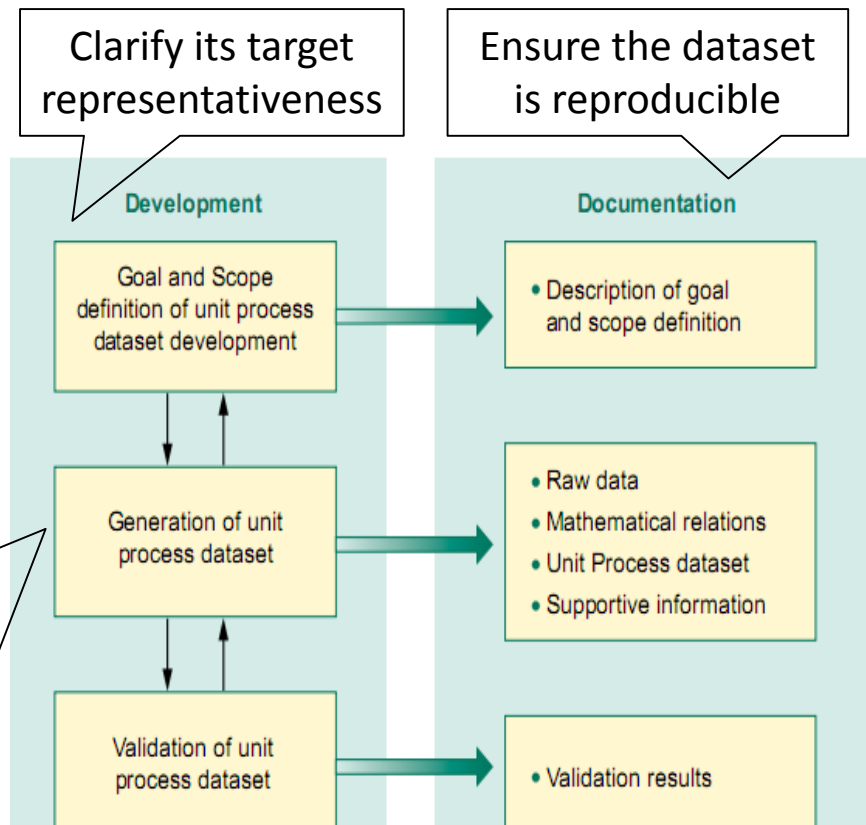 Clarify its target
representativeness
Ensure the dataset
is reproducible
Development
Goal and Scope
definition of unit process
dataset development
Generation of unit
process dataset
Validation of unit
process dataset
Documentation
• Description of goal
and scope definition
• Raw data
• Mathematical relations
• Unit Process dataset
• Supportive information
• Validation results